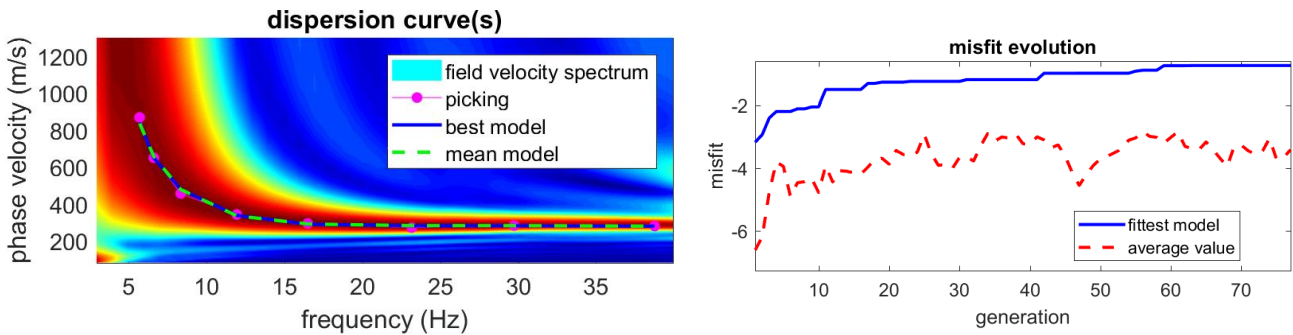 dispersion curve(s)
phase velocity (m/s)
1200
1000
800
600
400
200
field velocity spectrum
picking
best model
mean model
5 10 15 20 25 30 35
frequency (Hz)
misfit evolution
misfit
-2
-4
-6
fittest model
average value
10 20 30 40 50 60 70
generation